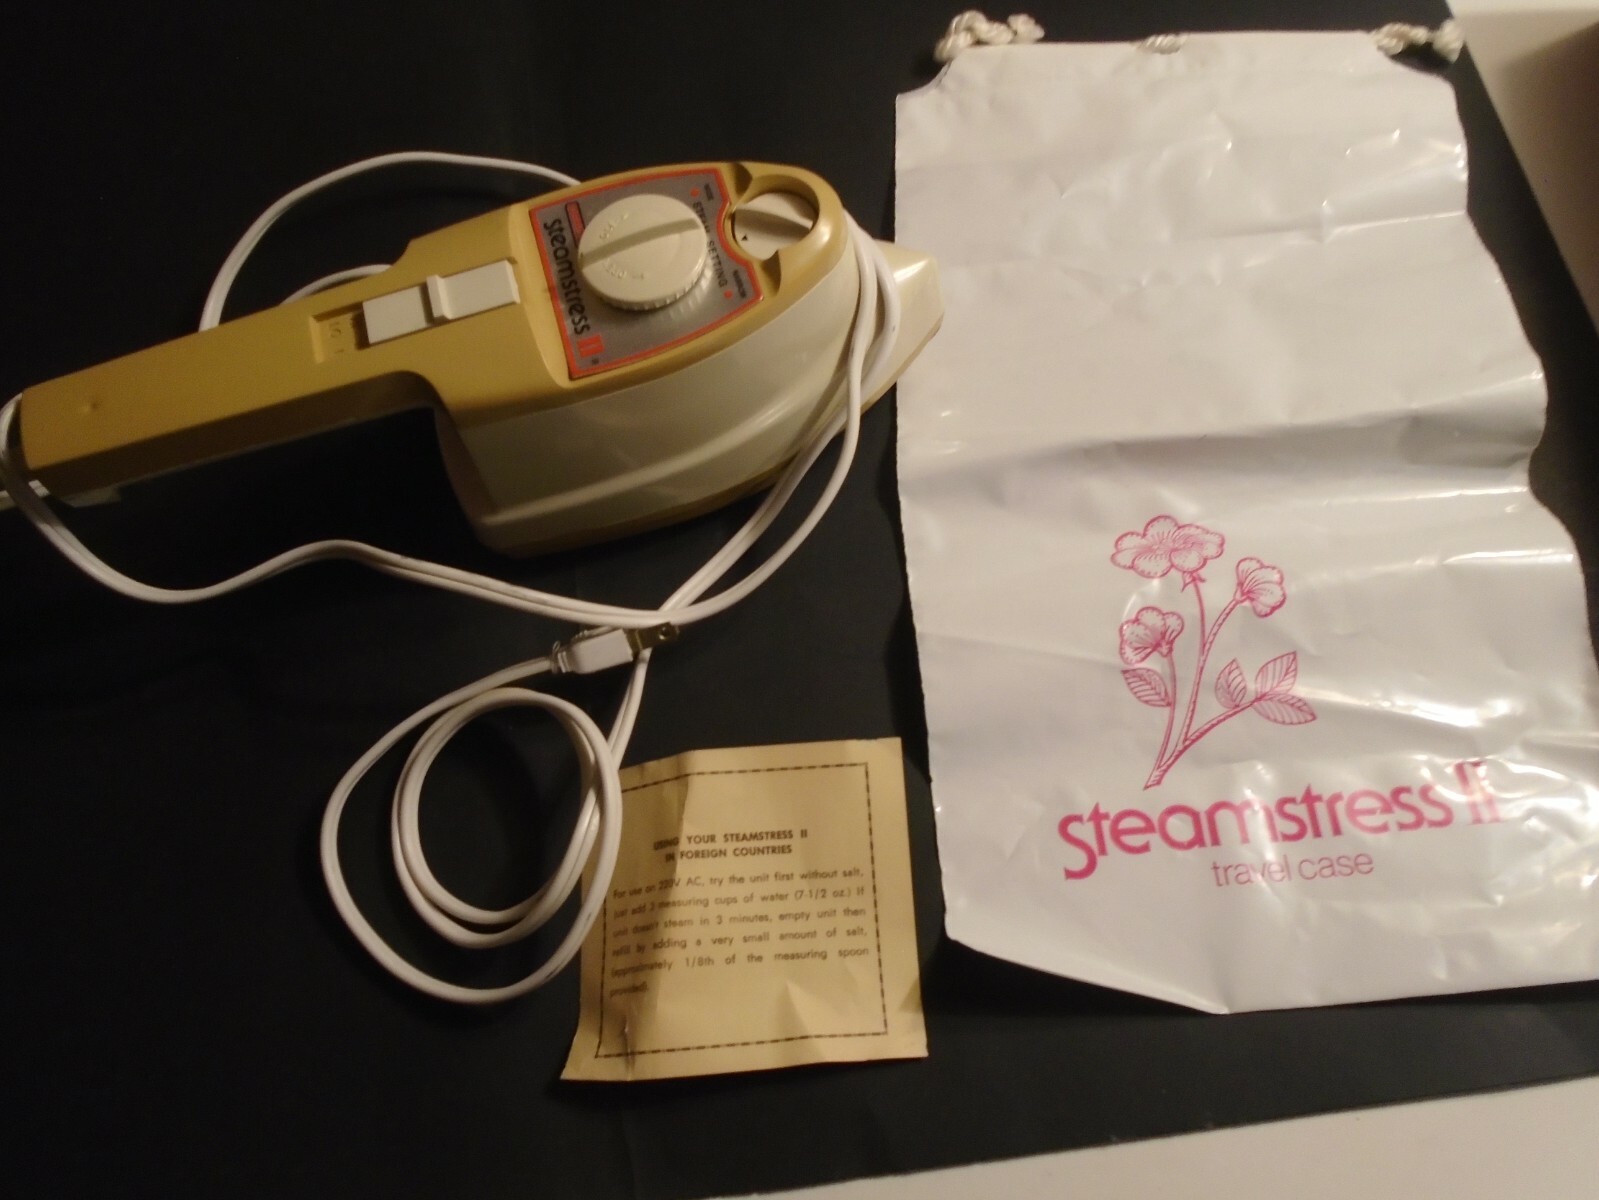 steamstress II
STEAM SETTING
steamstress II
travel case
USING YOUR STEAMSTRESS II
IN FOREIGN COUNTRIES
For use on 220V AC, try the unit first without salt,
just add 3 measuring cups of water (7-1/2 oz.) If
unit doesn't steam in 3 minutes, empty unit then
refill by adding a very small amount of salt,
(approximately 1/8th of the measuring spoon
provided).